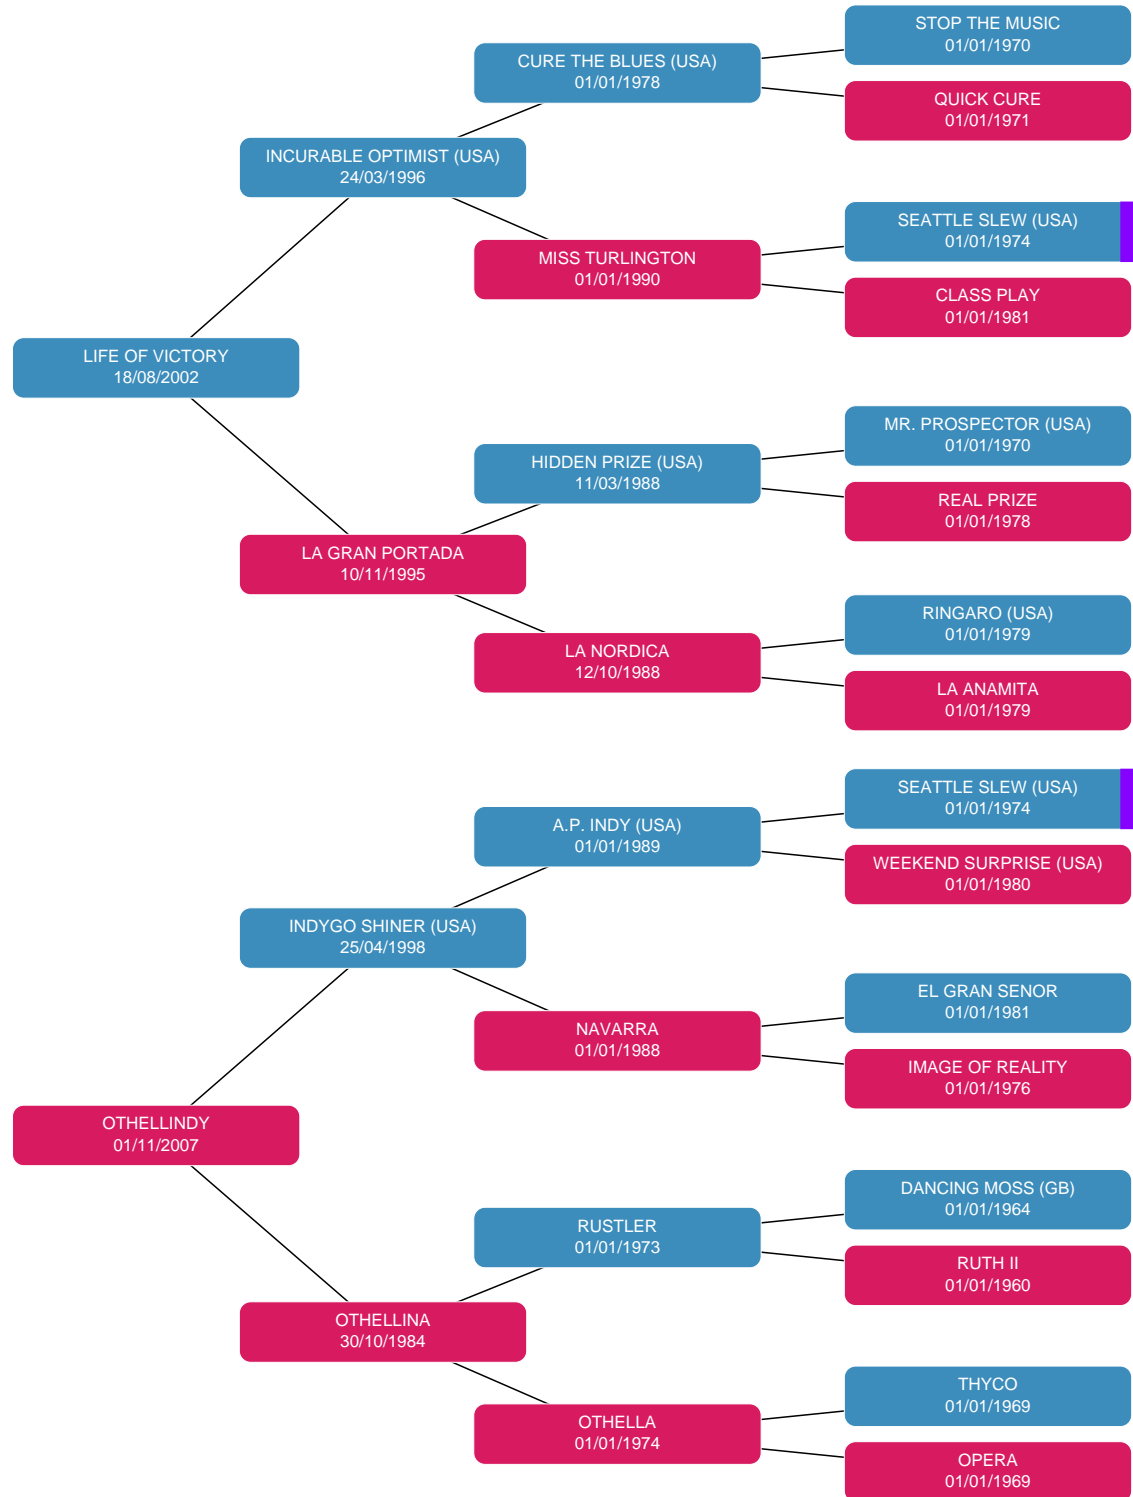 STOP THE MUSIC
01/01/1970
CURE THE BLUES (USA)
01/01/1978
QUICK CURE
01/01/1971
INCURABLE OPTIMIST (USA)
24/03/1996
SEATTLE SLEW (USA)
01/01/1974
MISS TURLINGTON
01/01/1990
CLASS PLAY
01/01/1981
LIFE OF VICTORY
18/08/2002
MR. PROSPECTOR (USA)
01/01/1970
HIDDEN PRIZE (USA)
11/03/1988
REAL PRIZE
01/01/1978
LA GRAN PORTADA
10/11/1995
RINGARO (USA)
01/01/1979
LA NORDICA
12/10/1988
LA ANAMITA
01/01/1979
SEATTLE SLEW (USA)
01/01/1974
A.P. INDY (USA)
01/01/1989
WEEKEND SURPRISE (USA)
01/01/1980
INDYGO SHINER (USA)
25/04/1998
EL GRAN SENOR
01/01/1981
NAVARRA
01/01/1988
IMAGE OF REALITY
01/01/1976
OTHELLINDY
01/11/2007
DANCING MOSS (GB)
01/01/1964
RUSTLER
01/01/1973
RUTH II
01/01/1960
OTHELLINA
30/10/1984
THYCO
01/01/1969
OTHELLA
01/01/1974
OPERA
01/01/1969